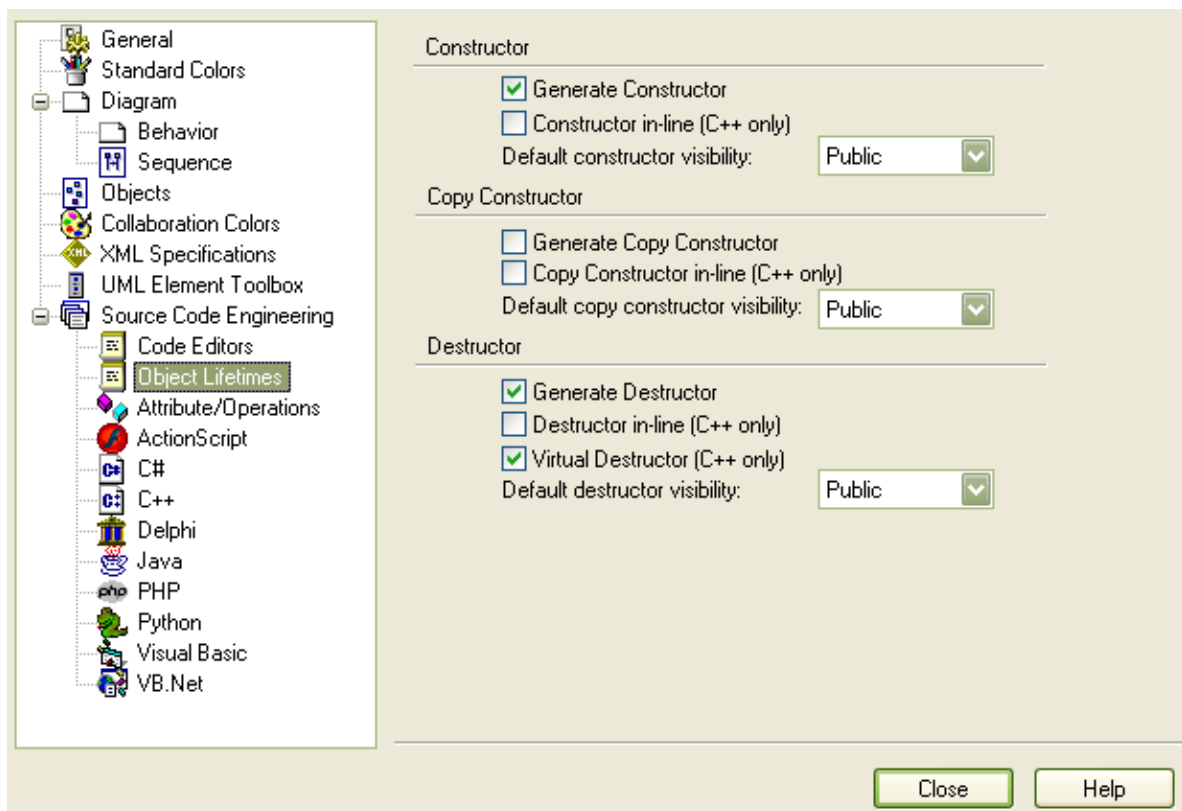 General
Standard Colors
Diagram
Behavior
Sequence
Objects
Collaboration Colors
XML Specifications
UML Element Toolbox
Source Code Engineering
Code Editors
Object Lifetimes
Attribute/Operations
ActionScript
C#
C++
Delphi
Java
PHP
Python
Visual Basic
VB.Net
Constructor
Generate Constructor
Constructor in-line (C++ only)
Default constructor visibility: Public
Copy Constructor
Generate Copy Constructor
Copy Constructor in-line (C++ only)
Default copy constructor visibility: Public
Destructor
Generate Destructor
Destructor in-line (C++ only)
Virtual Destructor (C++ only)
Default destructor visibility: Public
Close Help